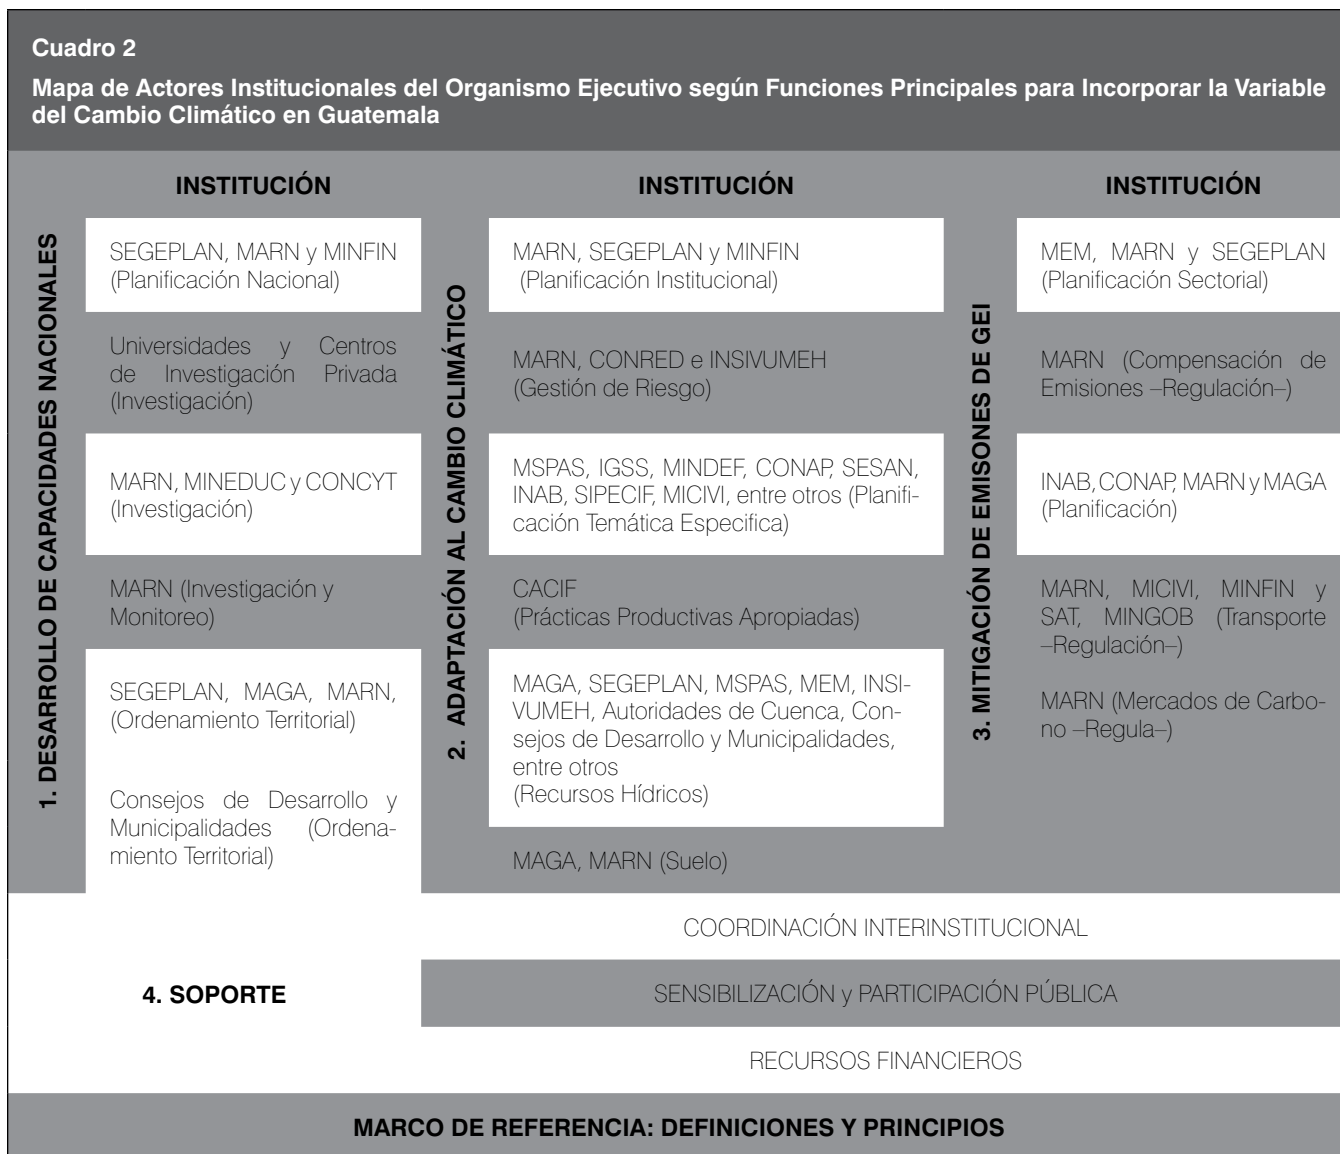 Cuadro 2
Mapa de Actores Institucionales del Organismo Ejecutivo según Funciones Principales para Incorporar la Variable
del Cambio Climático en Guatemala
1. DESARROLLO DE CAPACIDADES NACIONALES
INSTITUCIÓN
SEGEPLAN, MARN y MINFIN
(Planificación Nacional)
Universidades y Centros
de Investigación Privada
(Investigación)
MARN, MINEDUC y CONCYT
(Investigación)
MARN (Investigación y
Monitoreo)
SEGEPLAN, MAGA, MARN,
(Ordenamiento Territorial)
Consejos de Desarrollo y
Municipalidades (Ordena-
miento Territorial)
2. ADAPTACIÓN AL CAMBIO CLIMÁTICO
INSTITUCIÓN
MARN, SEGEPLAN y MINFIN
(Planificación Institucional)
MARN, CONRED e INSIVUMEH
(Gestión de Riesgo)
MSPAS, IGSS, MINDEF, CONAP, SESAN,
INAB, SIPECIF, MICIVI, entre otros (Planifi-
cación Temática Especifica)
CACIF
(Prácticas Productivas Apropiadas)
MAGA, SEGEPLAN, MSPAS, MEM, INSI-
VUMEH, Autoridades de Cuenca, Con-
sejos de Desarrollo y Municipalidades,
entre otros
(Recursos Hídricos)
MAGA, MARN (Suelo)
3. MITIGACIÓN DE EMISONES DE GEI
INSTITUCIÓN
MEM, MARN y SEGEPLAN
(Planificación Sectorial)
MARN (Compensación de
Emisiones –Regulación–)
INAB, CONAP, MARN y MAGA
(Planificación)
MARN, MICIVI, MINFIN y
SAT, MINGOB (Transporte
–Regulación–)
MARN (Mercados de Carbo-
no –Regula–)
4. SOPORTE
COORDINACIÓN INTERINSTITUCIONAL
SENSIBILIZACIÓN y PARTICIPACIÓN PÚBLICA
RECURSOS FINANCIEROS
MARCO DE REFERENCIA: DEFINICIONES Y PRINCIPIOS